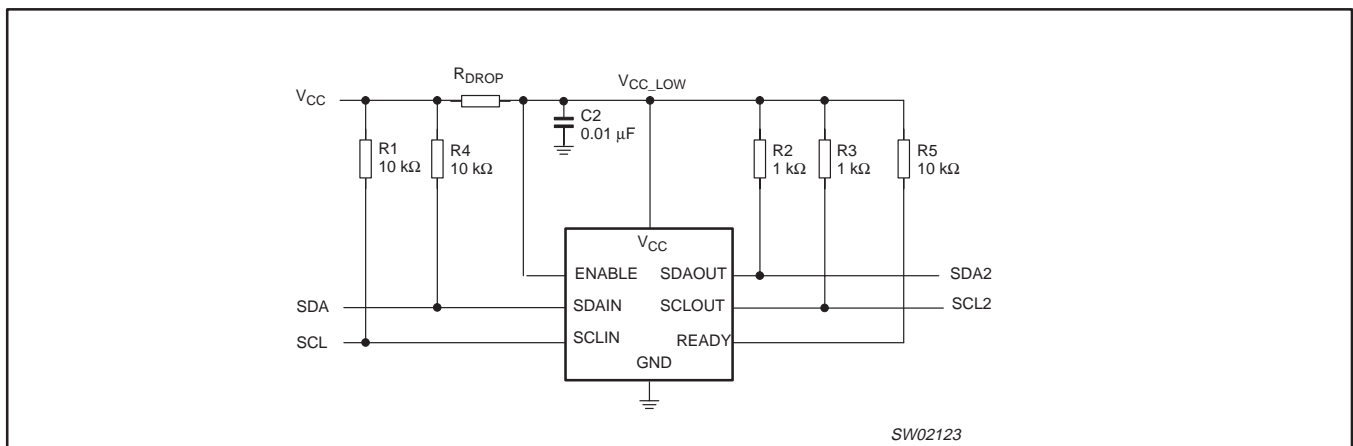 R_DROP
V_CC
V_CC_LOW
C2
0.01 μF
R1
10 kΩ
R4
10 kΩ
R2
1 kΩ
R3
1 kΩ
R5
10 kΩ
V_CC
ENABLE
SDAOUT
SDA2
SDA
SDAIN
SCLOUT
SCL2
SCL
SCLIN
READY
GND
SW02123